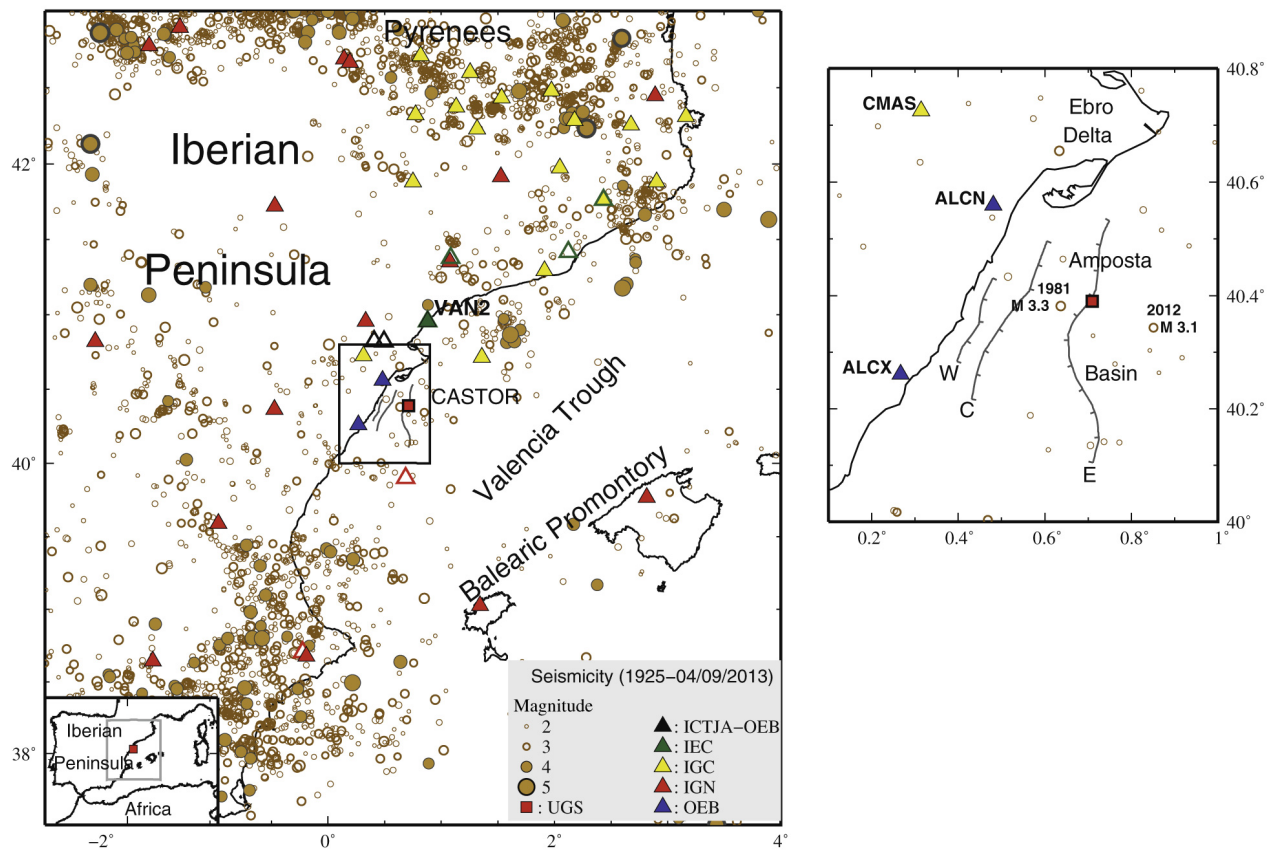 Pyrenees
Iberian
Peninsula
VAN2
CASTOR
Valencia Trough
Balearic Promontory
42°
40°
38°
−2°
0°
2°
4°
Iberian
Peninsula
Africa
Seismicity (1925−04/09/2013)
Magnitude
2
3
4
5
: UGS
: ICTJA−OEB
: IEC
: IGC
: IGN
: OEB
CMAS
Ebro
Delta
ALCN
Amposta
1981
M 3.3
2012
M 3.1
ALCX
W
C
Basin
E
40.8°
40.6°
40.4°
40.2°
40°
0.2°
0.4°
0.6°
0.8°
1°